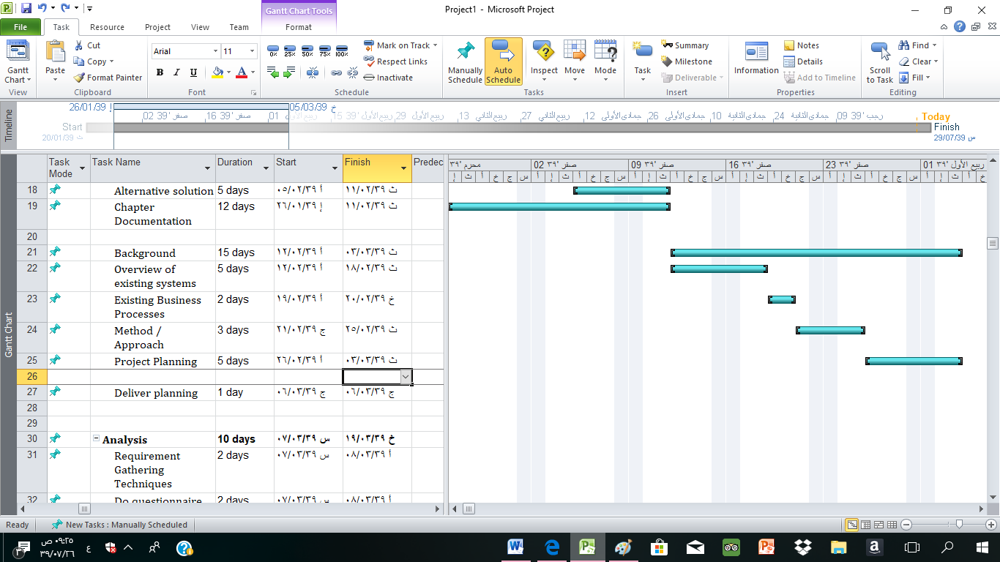 Gantt Chart Tools
Project1 - Microsoft Project
File Task Resource Project View Team Format
Gantt Chart
View
Paste
Cut
Copy
Format Painter
Clipboard
Arial 11
B I U A
Font
0% 25% 50% 75% 100%
Mark on Track
Respect Links
Inactivate
Schedule
Manually Schedule
Auto Schedule
Inspect
Move
Mode
Tasks
Task
Summary
Milestone
Deliverable
Insert
Information
Notes
Details
Add to Timeline
Properties
Scroll to Task
Find
Clear
Fill
Editing
Timeline
إ 26/01/39
خ 05/03/39
02 صفر '39
16 صفر '39
01 ربيع الأول
15 ربيع الأول '39
29 ربيع الأول
13 ربيع الثاني
27 ربيع الثاني
12 جمادى الأولى
26 جمادى الأولى
10 جمادى الثانية
24 جمادى الثانية
09 رجب '39
Today
Start
ث 20/01/39
Finish
س 29/07/39
Gantt Chart
Task Mode Task Name Duration Start Finish Predec
محرم '٣٩
02 صفر '٣٩
09 صفر '٣٩
16 صفر '٣٩
23 صفر '٣٩
01 ربيع الأول '٣٩
إ ث أ خ ج س أ إ ث أ خ ج س أ إ ث أ خ ج س أ إ ث أ خ ج س أ إ ث أ خ ج س أ إ ث أ خ
18 Alternative solution 5 days أ ٠٥/٠٢/٣٩ ث ١١/٠٢/٣٩
19 Chapter Documentation 12 days إ ٢٦/٠١/٣٩ ث ١١/٠٢/٣٩
20
21 Background 15 days أ ١٢/٠٢/٣٩ ث ٠٣/٠٣/٣٩
22 Overview of existing systems 5 days أ ١٢/٠٢/٣٩ ث ١٨/٠٢/٣٩
23 Existing Business Processes 2 days أ ١٩/٠٢/٣٩ خ ٢٠/٠٢/٣٩
24 Method / Approach 3 days ج ٢١/٠٢/٣٩ ث ٢٥/٠٢/٣٩
25 Project Planning 5 days أ ٢٦/٠٢/٣٩ ث ٠٣/٠٣/٣٩
26
27 Deliver planning 1 day ج ٠٦/٠٣/٣٩ ج ٠٦/٠٣/٣٩
28
29
30 Analysis 10 days س ٠٧/٠٣/٣٩ خ ١٩/٠٣/٣٩
31 Requirement Gathering Techniques 2 days س ٠٧/٠٣/٣٩ أ ٠٨/٠٣/٣٩
32 Do questionnaire 2 days س ٠٧/٠٣/٣٩ أ ٠٨/٠٣/٣٩
Ready New Tasks : Manually Scheduled
٠٩:٢٥ ص
٣٩/٠٧/٢٦
ع